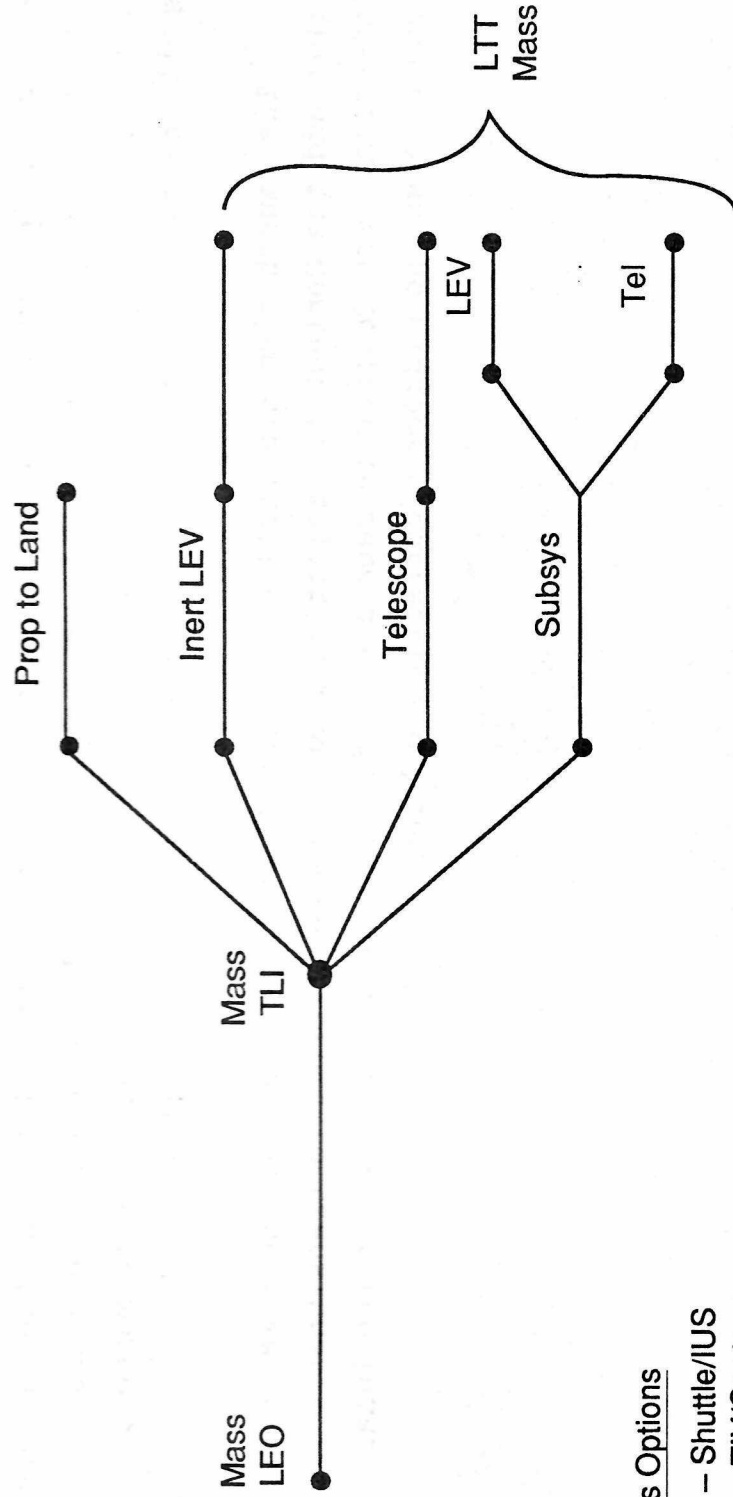 Mass
LEO
Mass
TLI
Prop to Land
Inert LEV
Telescope
Subsys
LEV
Tel
LTT
Mass
Options
– Shuttle/IUS